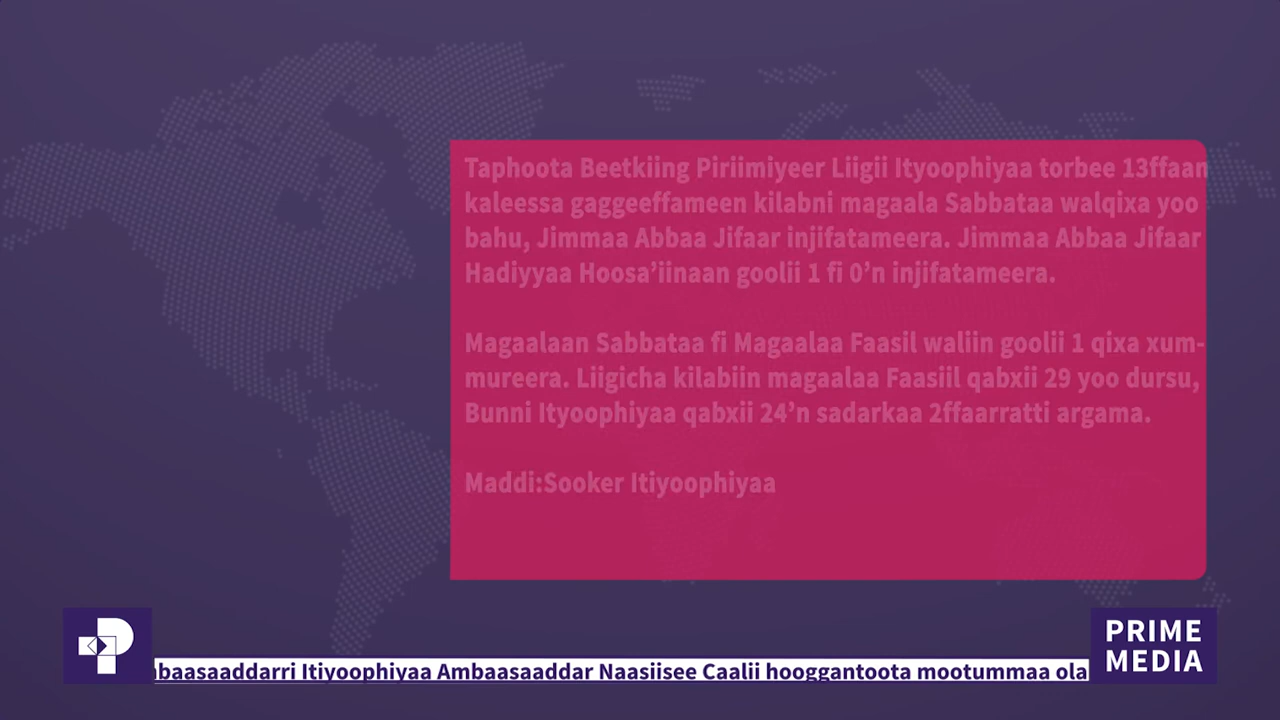 Taphoota Beetkiing Piriimiyeer Liigii Ityoophiyaa torbee 13ffaan
kaleessa gaggeeffameen kilabni magaala Sabbataa walqixa yoo
bahu, Jimmaa Abbaa Jifaar injifatameera. Jimmaa Abbaa Jifaar
Hadiyyaa Hoosa’iinaan goolii 1 fi 0’n injifatameera.
Magaalaan Sabbataa fi Magaalaa Faasil waliin goolii 1 qixa xum-
mureera. Liigicha kilabiin magaalaa Faasiil qabxii 29 yoo dursu,
Bunni Ityoophiyaa qabxii 24’n sadarkaa 2ffaarratti argama.
Maddi:Sooker Itiyoophiyaa
PRIME
MEDIA
baasaaddarri Itiyoophiyaa Ambaasaaddar Naasiisee Caalii hooggantoota mootummaa ola